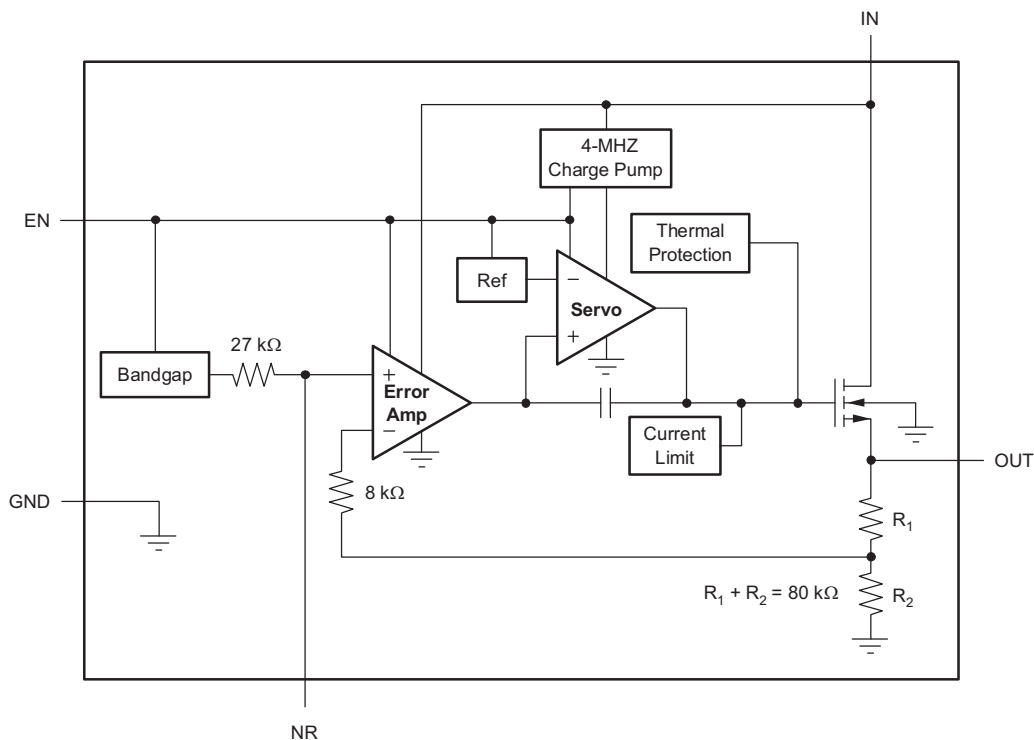 IN
4-MHZ
Charge Pump
EN
Thermal
Protection
Ref
−
Servo
+
27 kΩ
Bandgap
+
Error
Amp
−
Current
Limit
OUT
8 kΩ
GND
R1
R1 + R2 = 80 kΩ
R2
NR